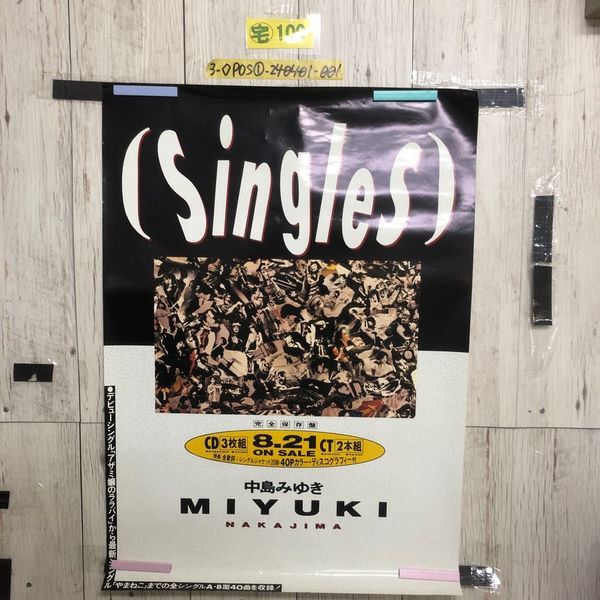 宅 100
3-0POS①-240401-001
(Singles)
完全保存盤
CD 3枚組 8.21 ON SALE CT 2本組
40Pカラー・ディスコグラフィー付
中島みゆき
MIYUKI
NAKAJIMA
●デビューシングル「アザミ嬢のララバイ」から最新シングル
「やまねこ」までの全シングルA・B面40曲を収録!